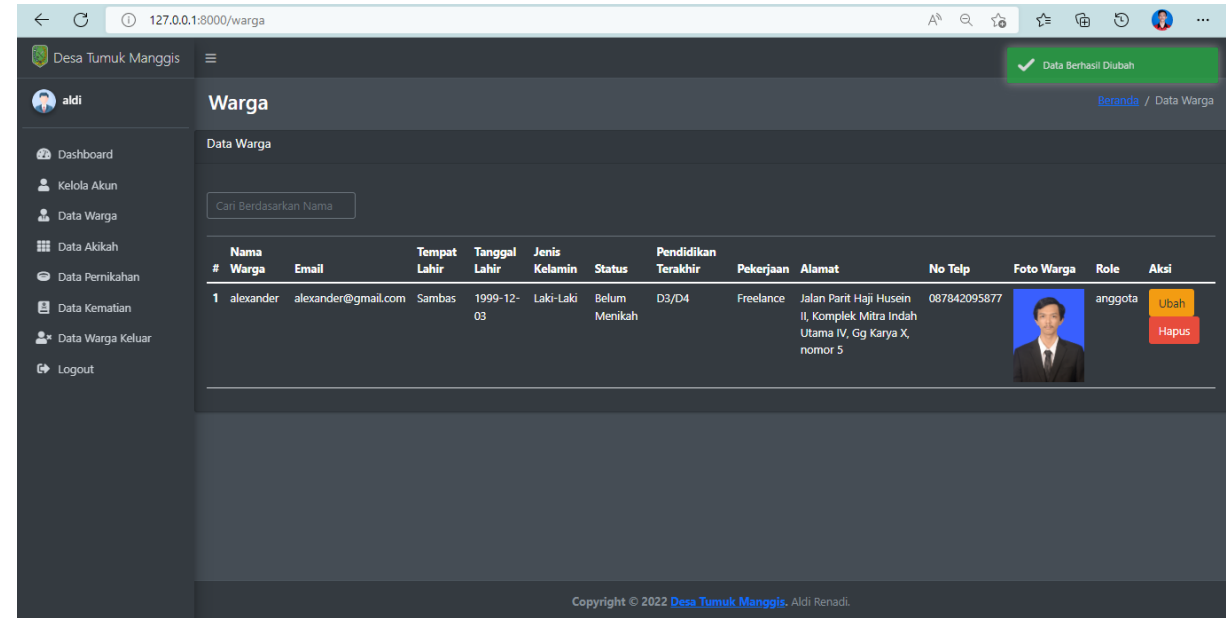 127.0.0.1:8000/warga
Desa Tumuk Manggis
Data Berhasil Diubah
aldi
Warga
Beranda / Data Warga
Data Warga
Dashboard
Kelola Akun
Data Warga
Data Akikah
Data Pernikahan
Data Kematian
Data Warga Keluar
Logout
Cari Berdasarkan Nama
# Nama Warga Email Tempat Lahir Tanggal Lahir Jenis Kelamin Status Pendidikan Terakhir Pekerjaan Alamat No Telp Foto Warga Role Aksi
1 alexander alexander@gmail.com Sambas 1999-12-03 Laki-Laki Belum Menikah D3/D4 Freelance Jalan Parit Haji Husein II, Komplek Mitra Indah Utama IV, Gg Karya X, nomor 5 087842095877 anggota Ubah
Hapus
Copyright © 2022 Desa Tumuk Manggis. Aldi Renadi.